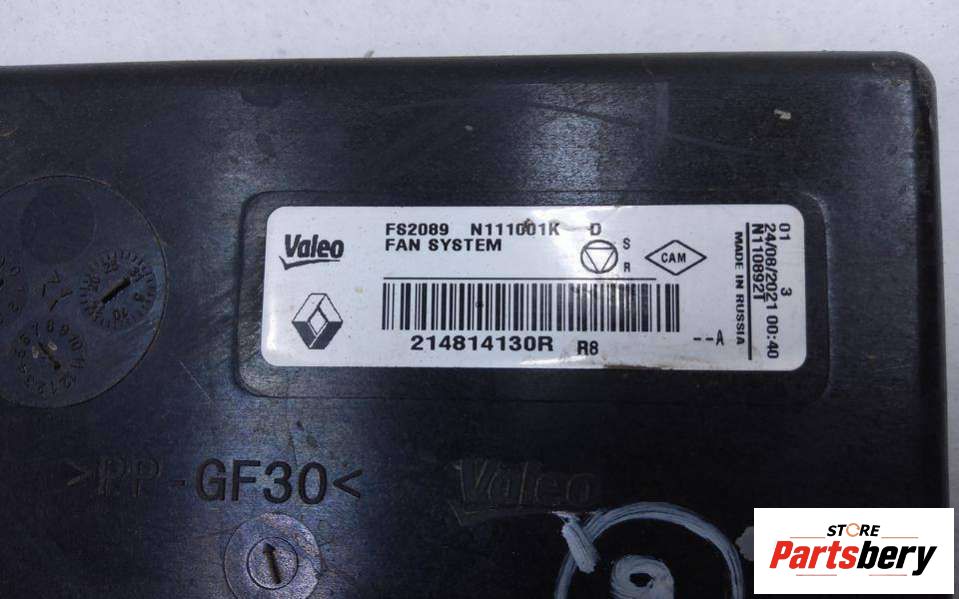 Valeo
FS2089 N111001K D
FAN SYSTEM
S
R
CAM
214814130R R8
--A
01 3
24/08/2021 00:40
N1108921
MADE IN RUSSIA
>PP-GF30<
Valeo
STORE
Partsbery